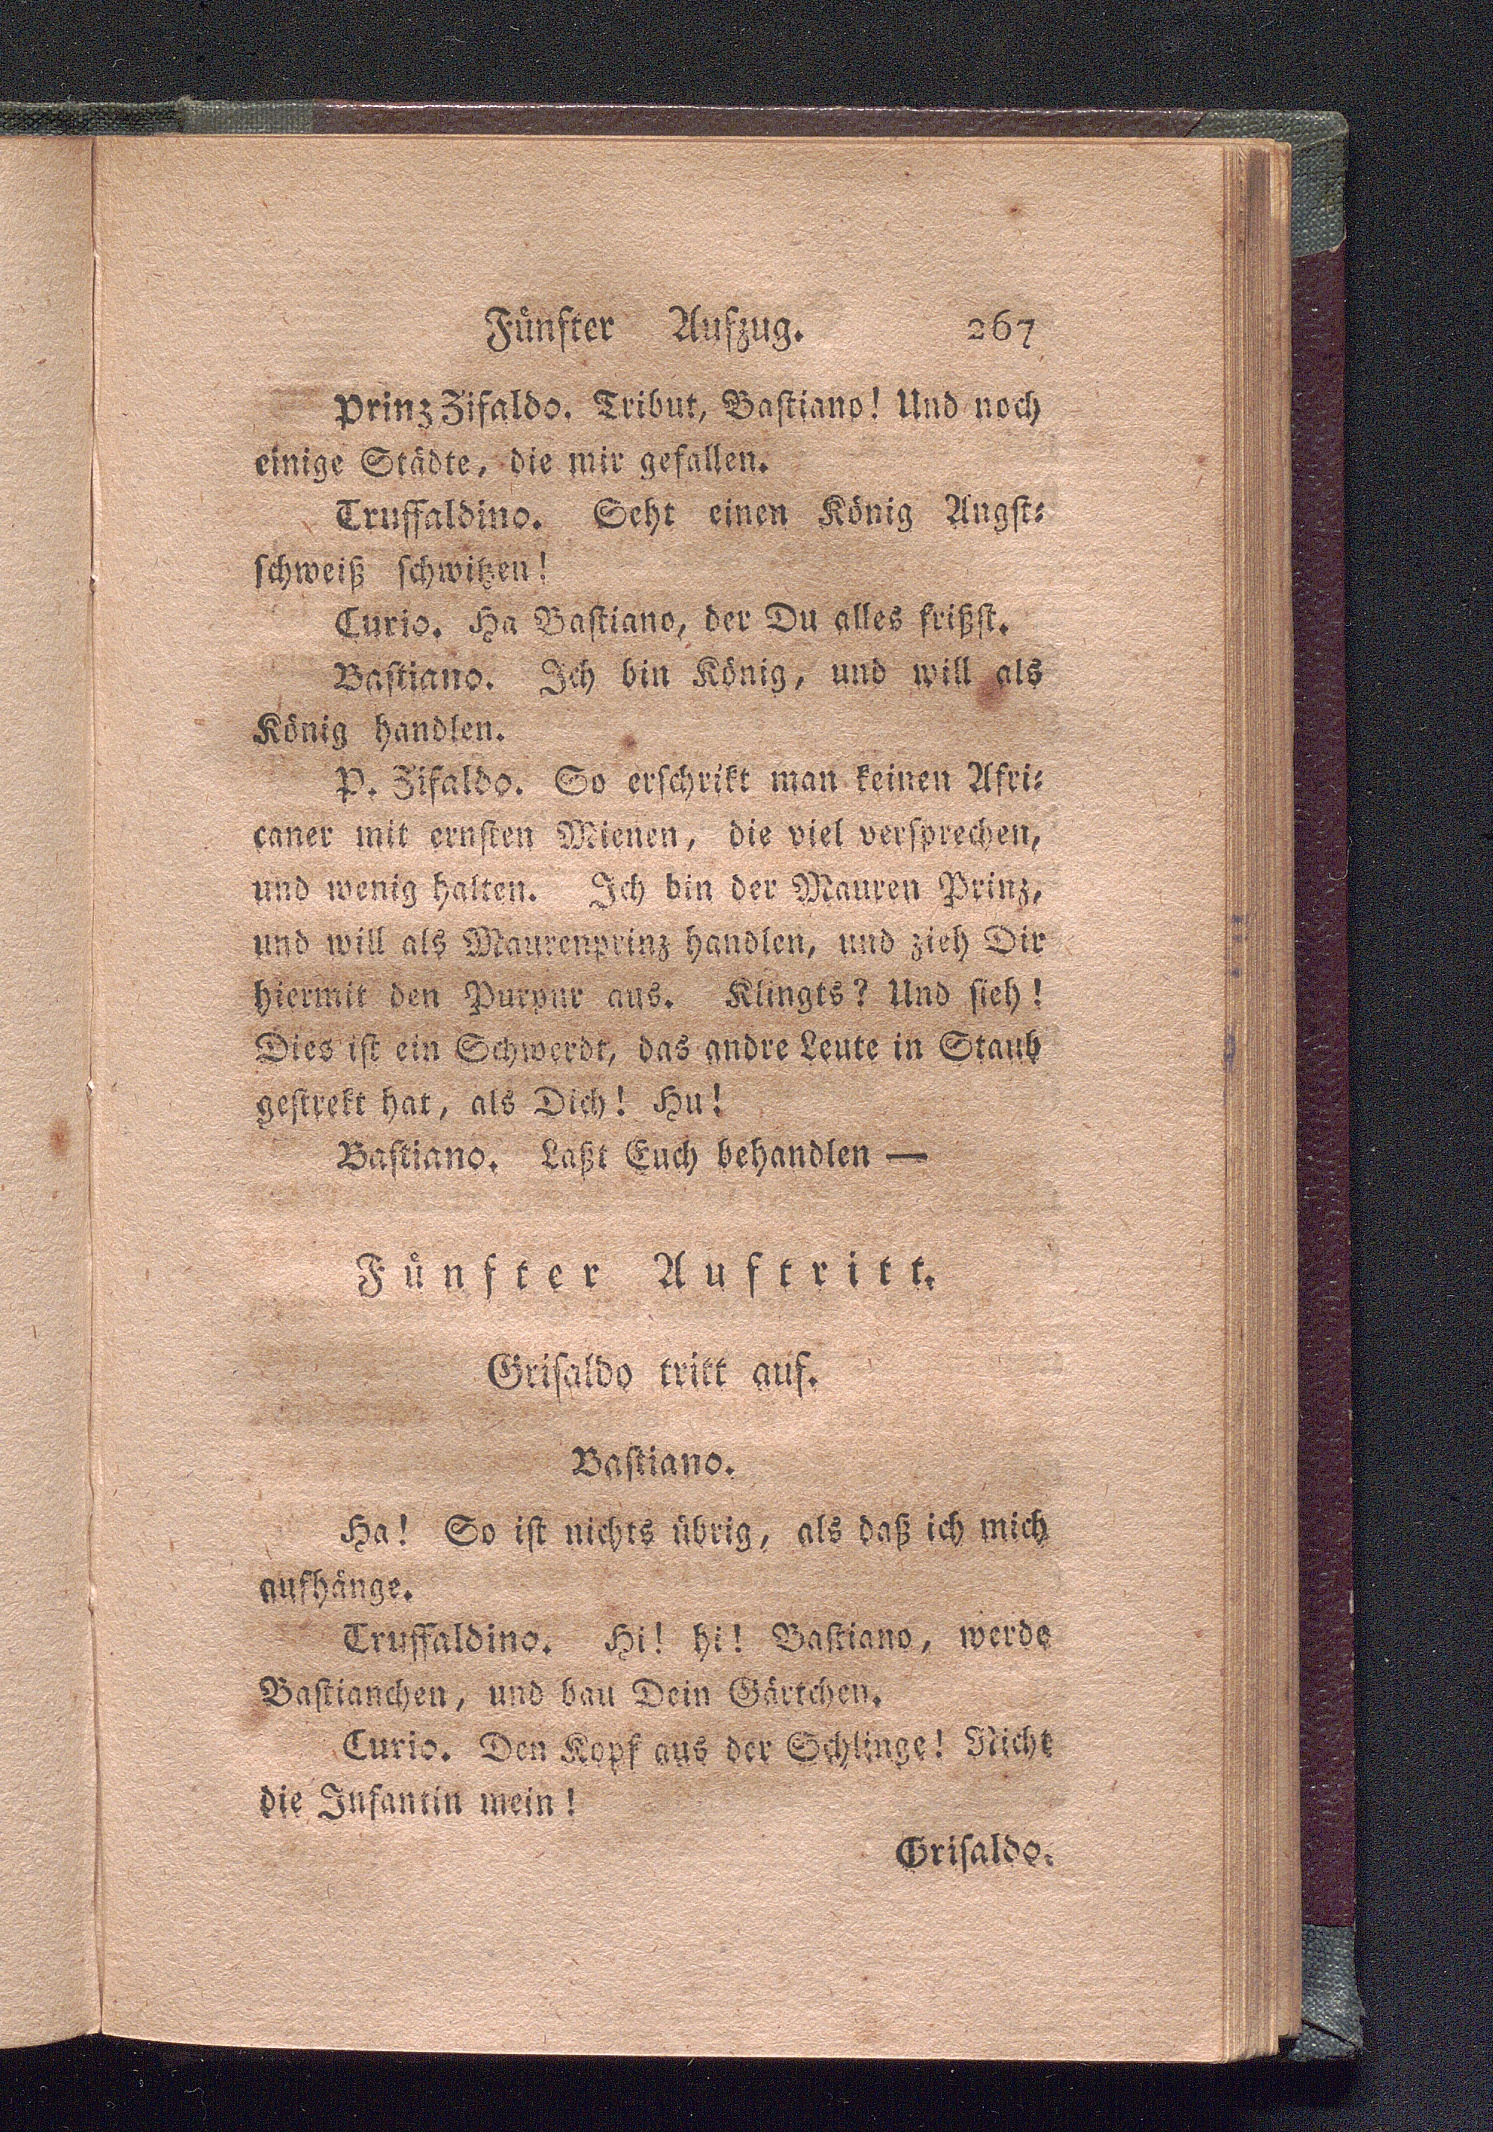 Fünfter Aufzug. 267
Prinz Zifaldo. Tribut, Baſtiano! Und noch
einige Städte, die mir gefallen.
Truffaldino. Seht einen König Angſt⸗
ſchweiß ſchwitzen!
Curio. Ha Baſtiano, der Du alles frißſt.
Baſtiano. Ich bin König, und will als
König handlen.
P. Zifaldo. So erſchrikt man keinen Afri⸗
caner mit ernſten Mienen, die viel verſprechen,
und wenig halten. Ich bin der Mauren Prinz,
und will als Maurenprinz handlen, und zieh Dir
hiermit den Purpur aus. Klingts? Und ſieh!
Dies iſt ein Schwerdt, das andre Leute in Staub
geſtrekt hat, als Dich! Hu!
Baſtiano. Laßt Euch behandlen —
Fünfter Auftritt.
Griſaldo tritt auf.
Baſtiano.
Ha! So iſt nichts übrig, als daß ich mich
aufhänge.
Truffaldino. Hi! hi! Baſtiano, werde
Baſtianchen, und bau Dein Gärtchen.
Curio. Den Kopf aus der Schlinge! Nicht
die Infantin mein!
Griſaldo.